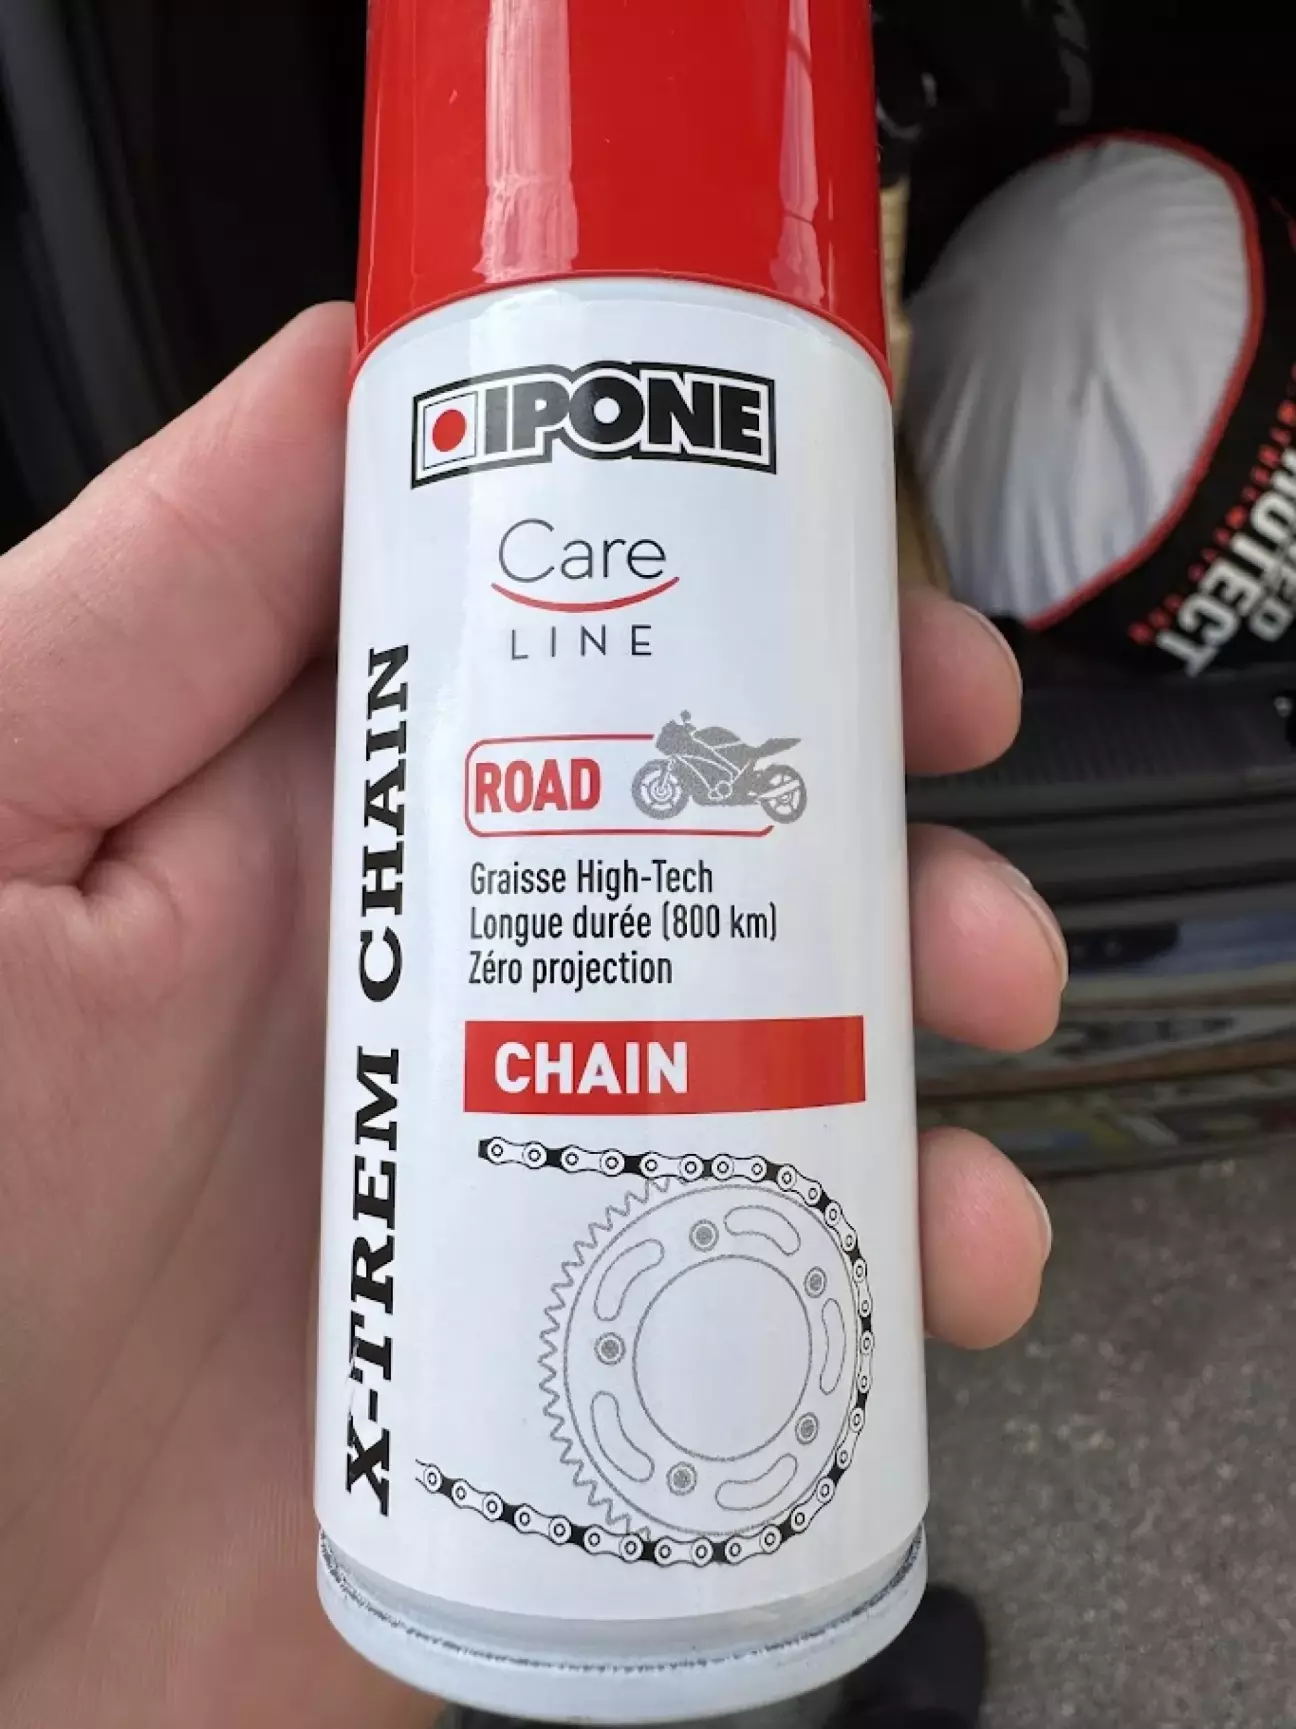 IPONE
Care
LINE
X-TREM CHAIN
ROAD
Graisse High-Tech
Longue durée (800 km)
Zéro projection
CHAIN